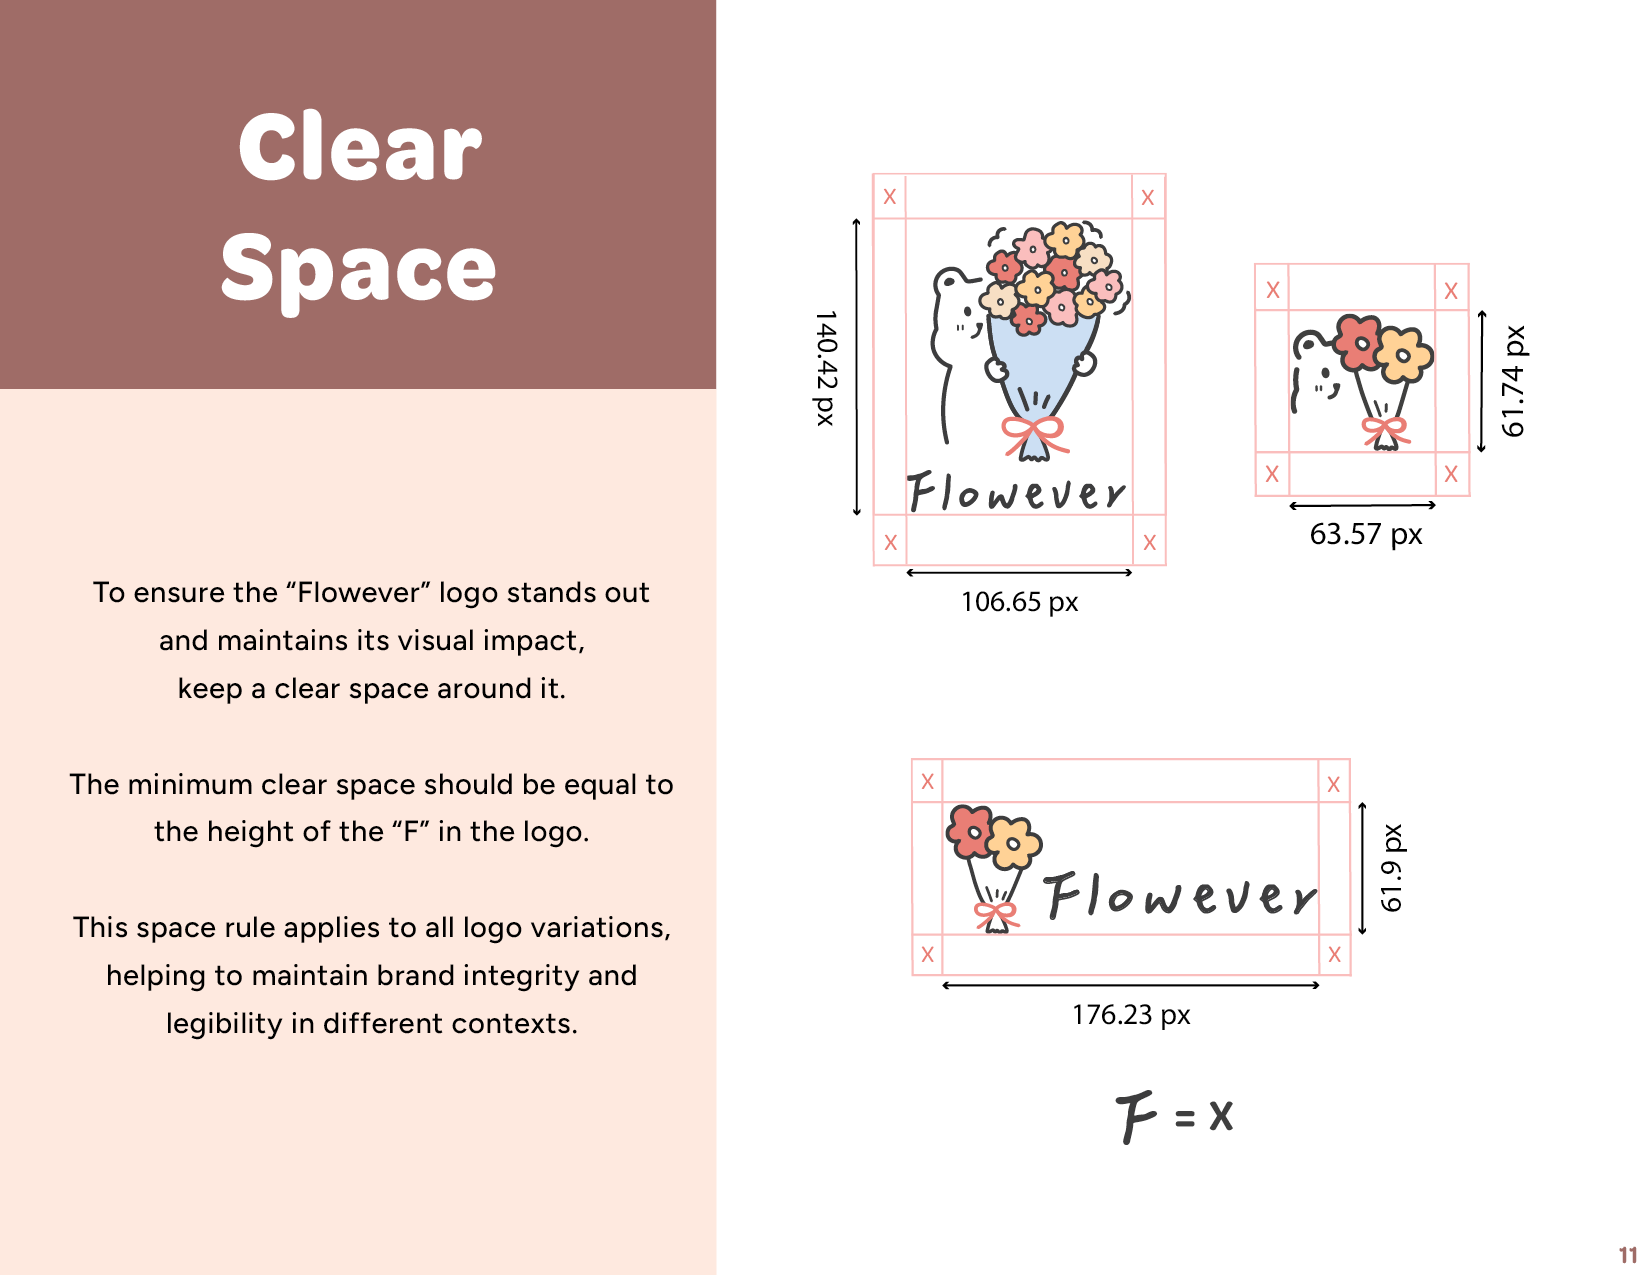 Clear
Space
To ensure the “Flowever” logo stands out
and maintains its visual impact,
keep a clear space around it.
The minimum clear space should be equal to
the height of the “F” in the logo.
This space rule applies to all logo variations,
helping to maintain brand integrity and
legibility in different contexts.
X X
140.42 px
Flowever
X X
106.65 px
X X
61.74 px
X X
63.57 px
X X
Flowever
61.9 px
X X
176.23 px
F = X
11